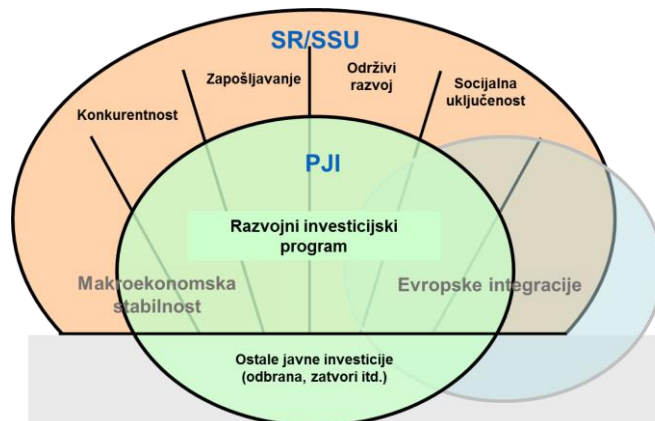 SR/SSU
Zapošljavanje
Održivi
razvoj
Socijalna
uključenost
Konkurentnost
PJI
Razvojni investicijski
program
Makroekonomska
stabilnost
Evropske integracije
Ostale javne investicije
(odbrana, zatvori itd.)